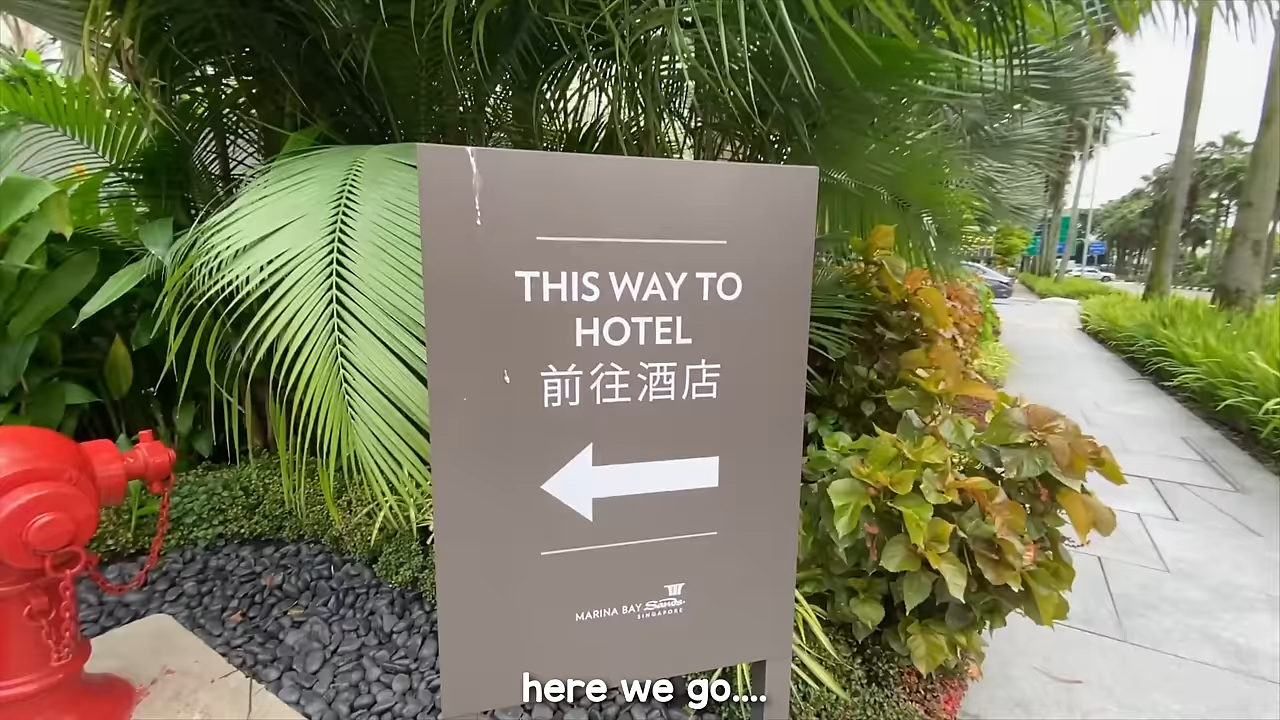 THIS WAY TO
HOTEL
前往酒店
MARINA BAY Sands
SINGAPORE
here we go....